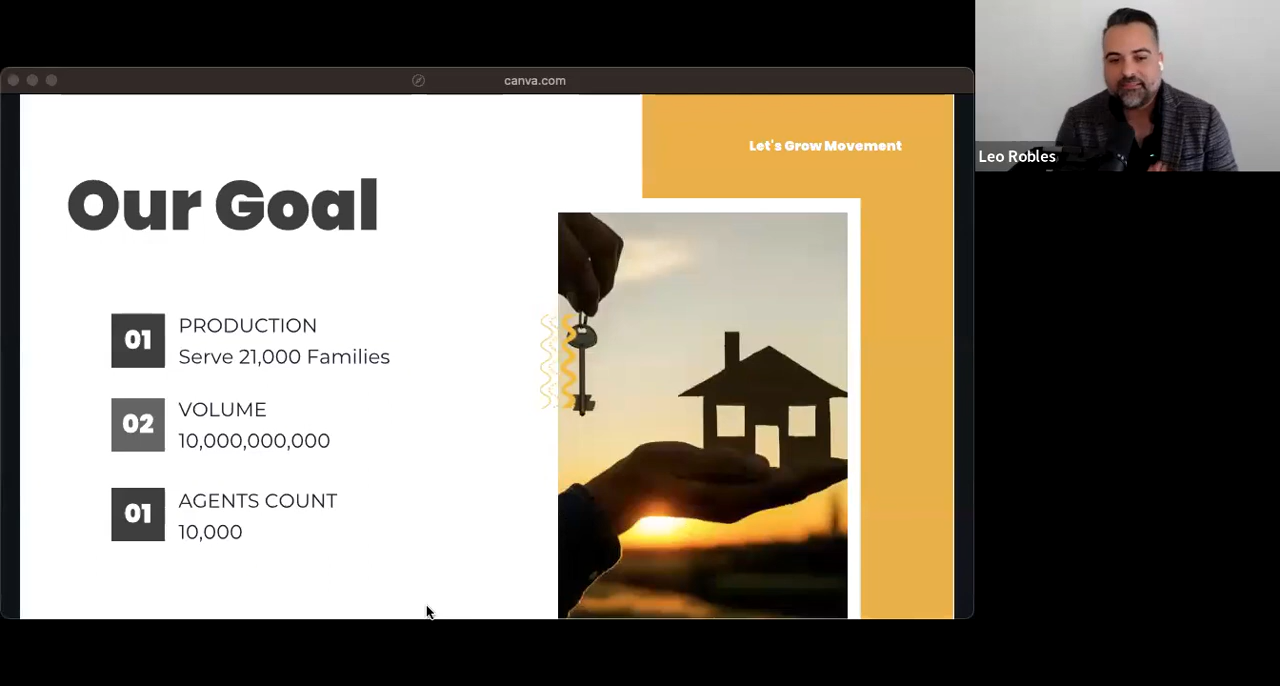 canva.com
Let's Grow Movement
Our Goal
01
PRODUCTION
Serve 21,000 Families
02
VOLUME
10,000,000,000
01
AGENTS COUNT
10,000
Leo Robles